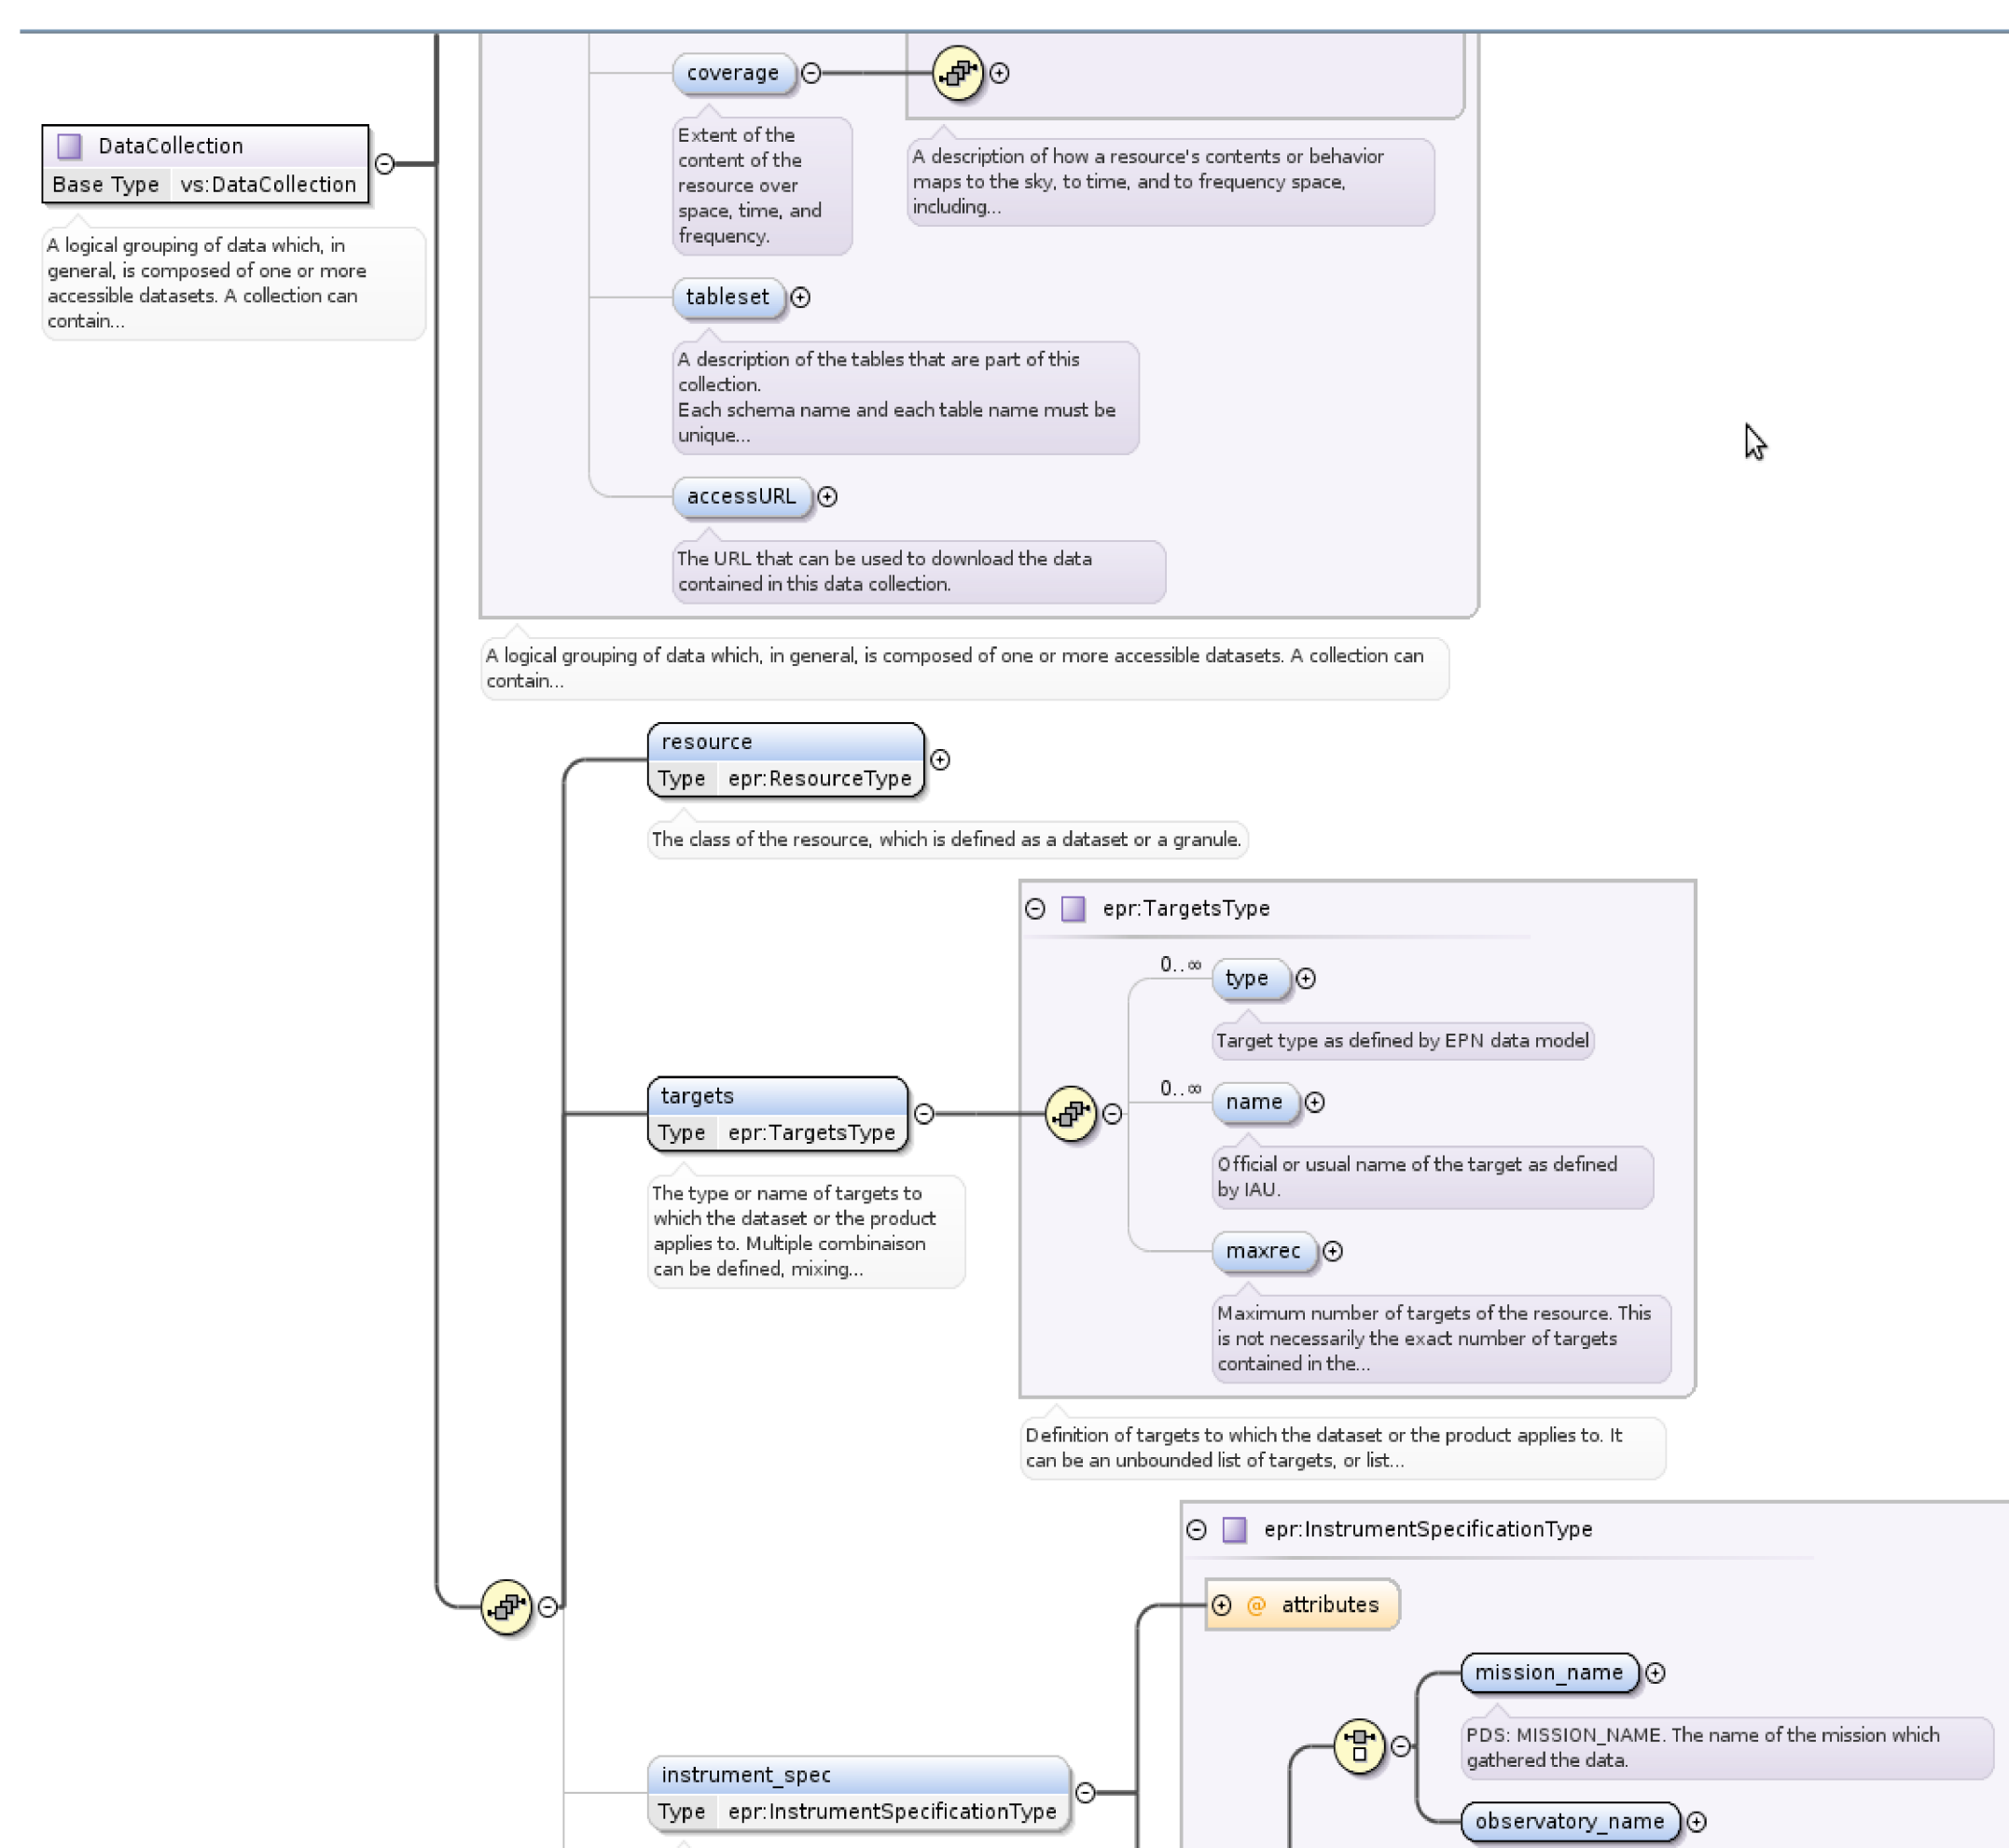 coverage
Extent of the
content of the
resource over
space, time, and
frequency.
A description of how a resource's contents or behavior
maps to the sky, to time, and to frequency space,
including...
DataCollection
Base Type vs:DataCollection
A logical grouping of data which, in
general, is composed of one or more
accessible datasets. A collection can
contain...
tableset
A description of the tables that are part of this
collection.
Each schema name and each table name must be
unique...
accessURL
The URL that can be used to download the data
contained in this data collection.
A logical grouping of data which, in general, is composed of one or more accessible datasets. A collection can
contain...
resource
Type epr:ResourceType
The class of the resource, which is defined as a dataset or a granule.
epr:TargetsType
0..∞
type
Target type as defined by EPN data model
0..∞
name
Official or usual name of the target as defined
by IAU.
targets
Type epr:TargetsType
The type or name of targets to
which the dataset or the product
applies to. Multiple combinaison
can be defined, mixing...
maxrec
Maximum number of targets of the resource. This
is not necessarily the exact number of targets
contained in the...
Definition of targets to which the dataset or the product applies to. It
can be an unbounded list of targets, or list...
epr:InstrumentSpecificationType
@ attributes
mission_name
PDS: MISSION_NAME. The name of the mission which
gathered the data.
instrument_spec
Type epr:InstrumentSpecificationType
observatory_name